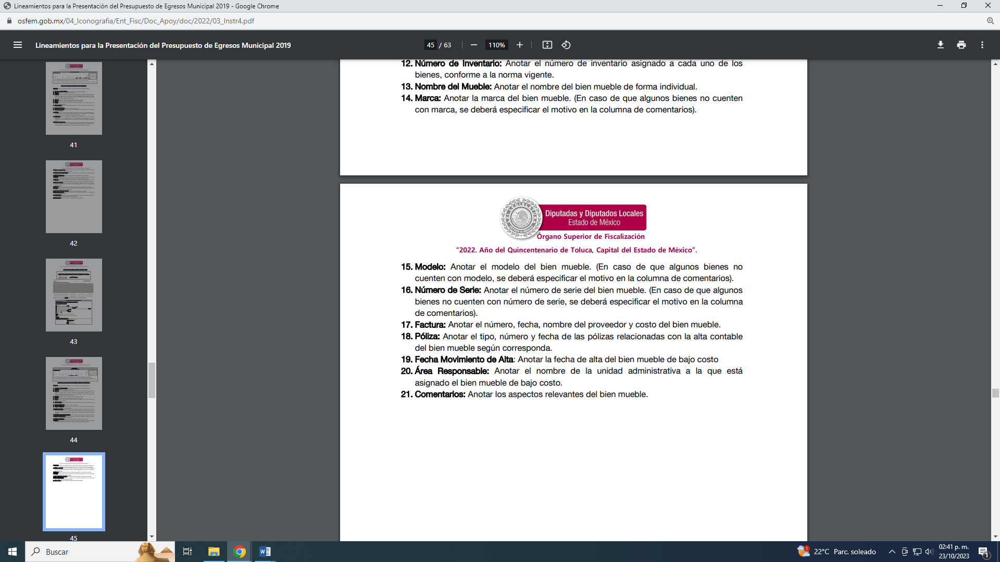 Lineamientos para la Presentación del Presupuesto de Egresos Municipal 2019 - Google Chrome
osfem.gob.mx/04_Iconografia/Ent_Fisc/Doc_Apoy/doc/2022/03_Instr4.pdf
Lineamientos para la Presentación del Presupuesto de Egresos Municipal 2019
45 / 63
110%
41
42
43
44
45
12. Número de Inventario: Anotar el número de inventario asignado a cada uno de los
bienes, conforme a la norma vigente.
13. Nombre del Mueble: Anotar el nombre del bien mueble de forma individual.
14. Marca: Anotar la marca del bien mueble. (En caso de que algunos bienes no cuenten
con marca, se deberá especificar el motivo en la columna de comentarios).
Diputadas y Diputados Locales
Estado de México
Órgano Superior de Fiscalización
“2022. Año del Quincentenario de Toluca, Capital del Estado de México”.
15. Modelo: Anotar el modelo del bien mueble. (En caso de que algunos bienes no
cuenten con modelo, se deberá especificar el motivo en la columna de comentarios).
16. Número de Serie: Anotar el número de serie del bien mueble. (En caso de que algunos
bienes no cuenten con número de serie, se deberá especificar el motivo en la columna
de comentarios).
17. Factura: Anotar el número, fecha, nombre del proveedor y costo del bien mueble.
18. Póliza: Anotar el tipo, número y fecha de las pólizas relacionadas con la alta contable
del bien mueble según corresponda.
19. Fecha Movimiento de Alta: Anotar la fecha de alta del bien mueble de bajo costo
20. Área Responsable: Anotar el nombre de la unidad administrativa a la que está
asignado el bien mueble de bajo costo.
21. Comentarios: Anotar los aspectos relevantes del bien mueble.
Buscar
1
22°C Parc. soleado
02:41 p. m.
23/10/2023
1